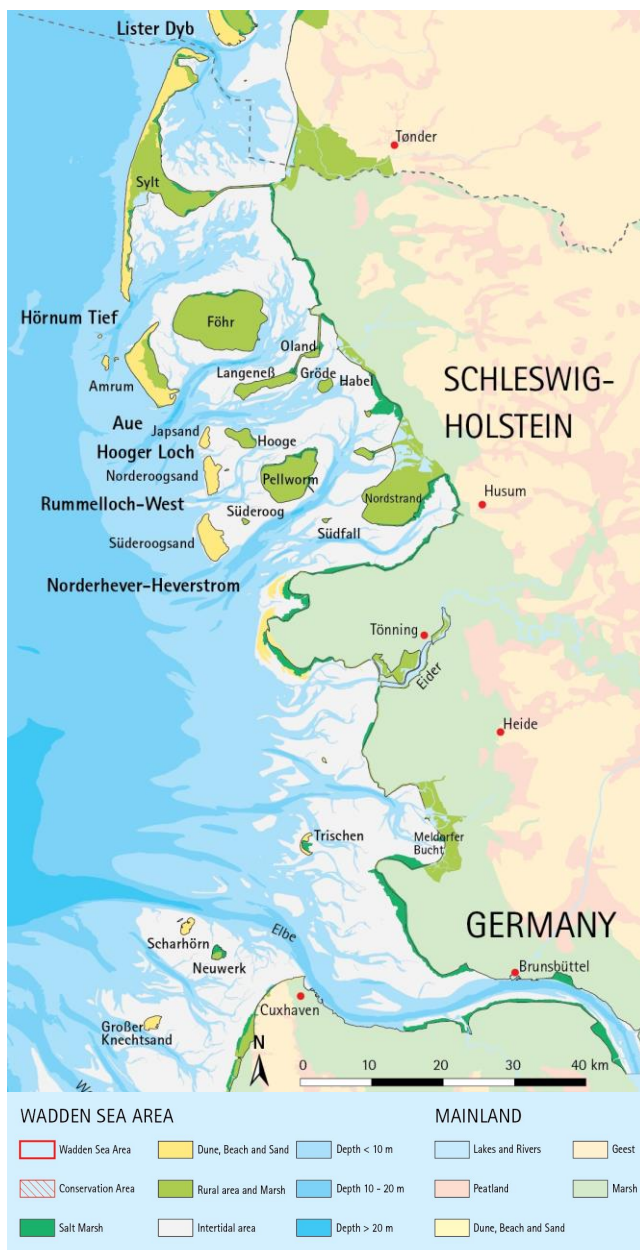 Lister Dyb
Tønder
Sylt
Hörnum Tief
Föhr
Oland
Amrum
Langeneß
Gröde
Habel
SCHLESWIG-
HOLSTEIN
Aue
Japsand
Hooge
Hooger Loch
Norderoogsand
Pellworm
Rummelloch-West
Nordstrand
Husum
Süderoog
Südfall
Süderoogsand
Norderhever-Heverstrom
Tönning
Eider
Heide
Trischen
Meldorfer
Bucht
Elbe
Scharhörn
GERMANY
Neuwerk
Brunsbüttel
Cuxhaven
Großer
Knechtsand
N
0 10 20 30 40 km
WADDEN SEA AREA
MAINLAND
Wadden Sea Area
Dune, Beach and Sand
Depth < 10 m
Lakes and Rivers
Geest
Conservation Area
Rural area and Marsh
Depth 10 - 20 m
Peatland
Marsh
Salt Marsh
Intertidal area
Depth > 20 m
Dune, Beach and Sand